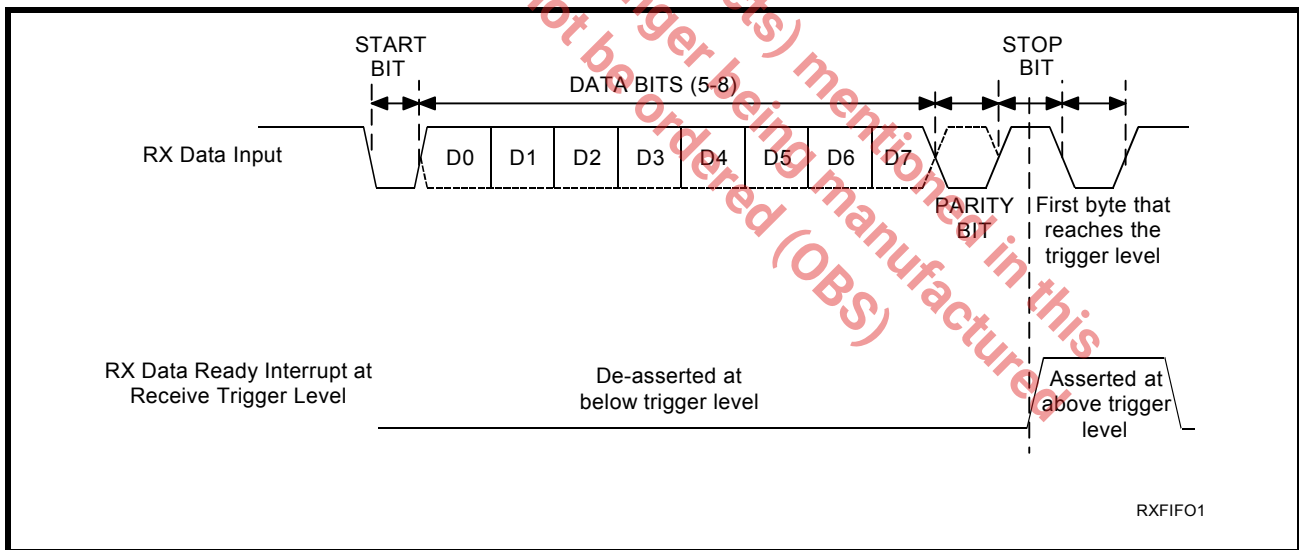 START
BIT
STOP
BIT
DATA BITS (5-8)
RX Data Input
D0 D1 D2 D3 D4 D5 D6 D7
PARITY
BIT
First byte that
reaches the
trigger level
RX Data Ready Interrupt at
Receive Trigger Level
De-asserted at
below trigger level
Asserted at
above trigger
level
RXFIFO1
cts) mentioned in this
nger being manufactured
not be ordered (OBS)